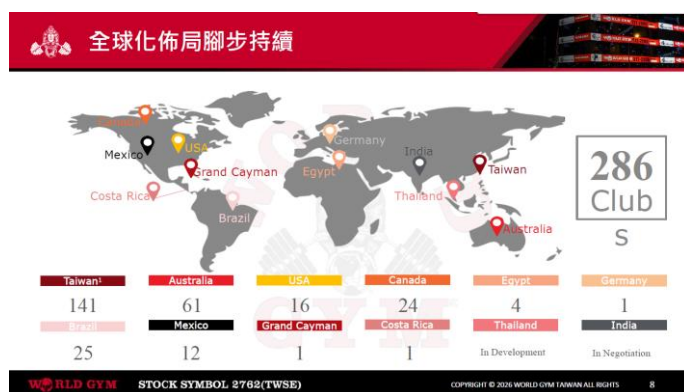 全球化佈局腳步持續
Canada
Mexico
USA
Grand Cayman
Costa Rica
Brazil
Germany
Egypt
India
Thailand
Taiwan
Australia
286
Club
s
Taiwan¹ Australia USA Canada Egypt Germany
141 61 16 24 4 1
Brazil Mexico Grand Cayman Costa Rica Thailand India
25 12 1 1 In Development In Negotiation
WORLD GYM STOCK SYMBOL 2762(TWSE) COPYRIGHT © 2026 WORLD GYM TAIWAN ALL RIGHTS 8